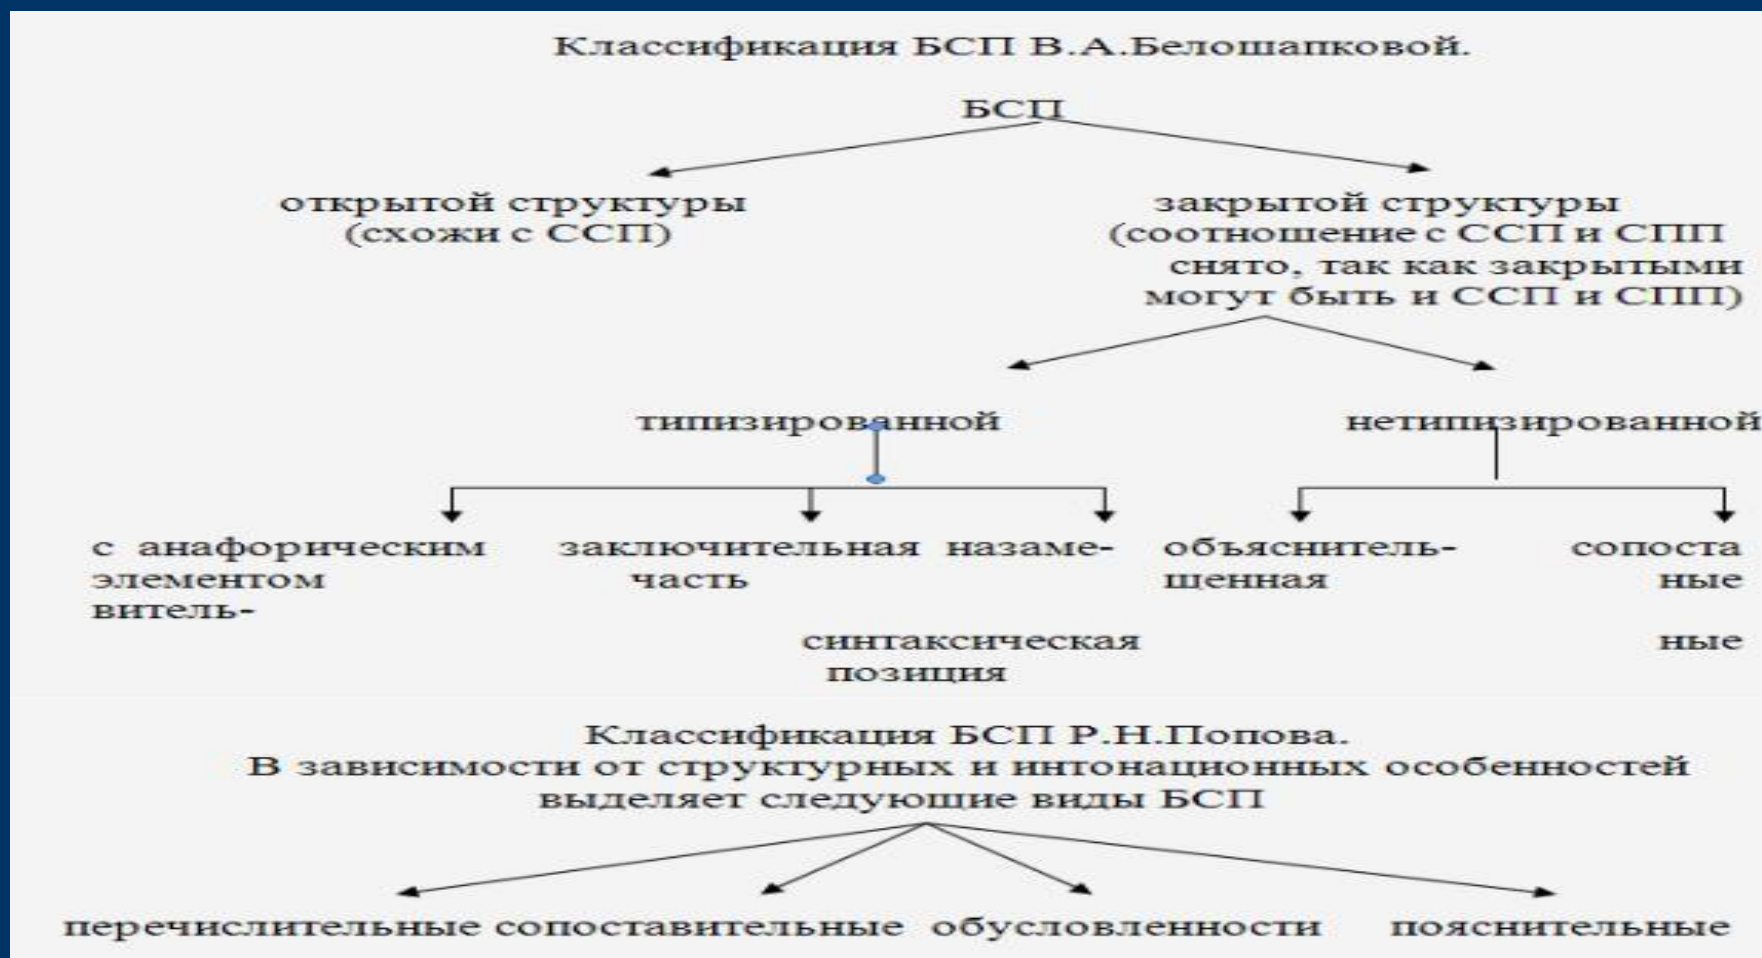 Классификация БСП В.А.Белошапковой.
БСП
открытой структуры закрытой структуры
(схожи с ССП) (соотношение с ССП и СПП
снято, так как закрытыми
могут быть и ССП и СПП)
типизированной нетипизированной
с анафорическим заключительная назаме- объяснитель- сопоста
элементом часть щенная ные
витель-
синтаксическая ные
позиция
Классификация БСП Р.Н.Попова.
В зависимости от структурных и интонационных особенностей
выделяет следующие виды БСП
перечислительные сопоставительные обусловленности пояснительные